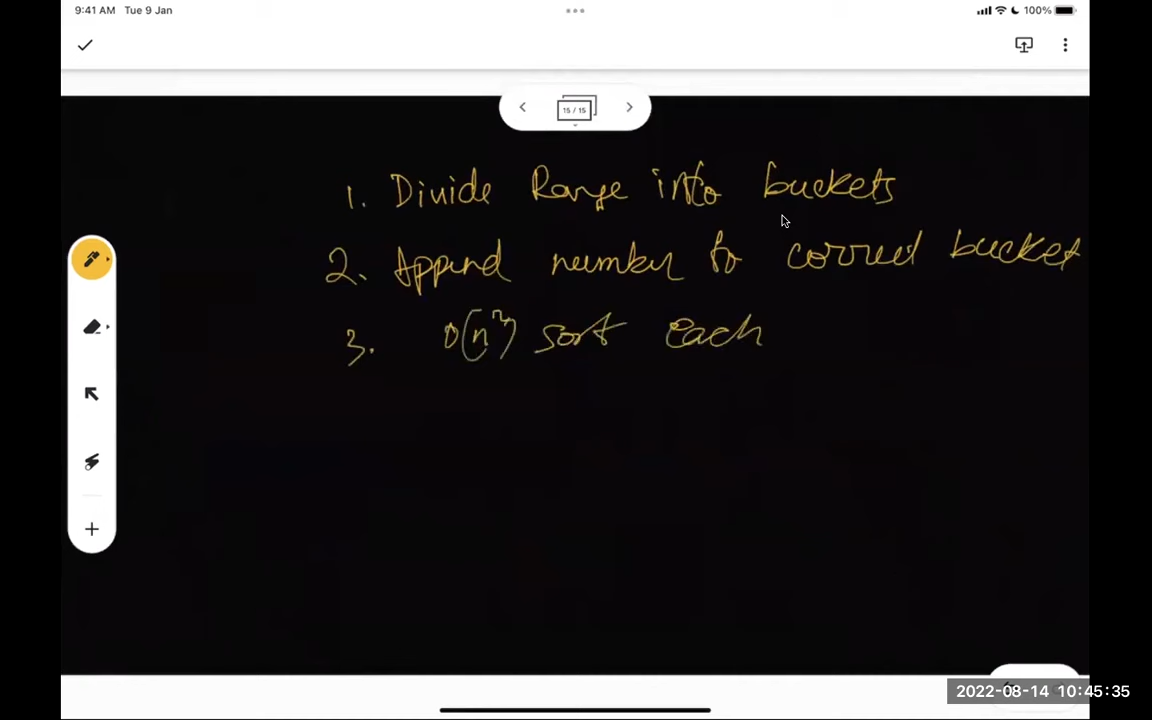 9:41 AM Tue 9 Jan
100%
15 / 15
1. Divide Range into buckets
2. Append number to correct bucket
3. O(n²) sort each
2022-08-14 10:45:35